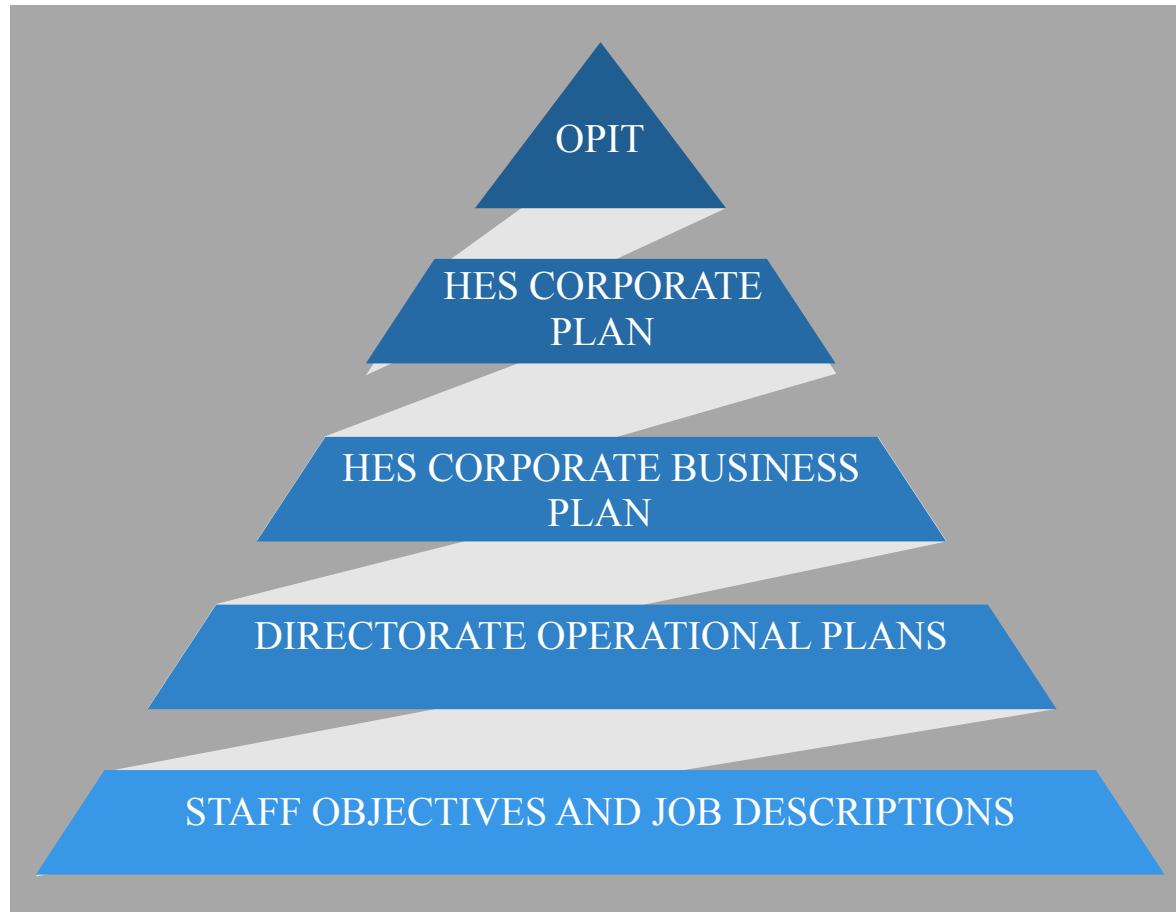 OPIT
HES CORPORATE
PLAN
HES CORPORATE BUSINESS
PLAN
DIRECTORATE OPERATIONAL PLANS
STAFF OBJECTIVES AND JOB DESCRIPTIONS